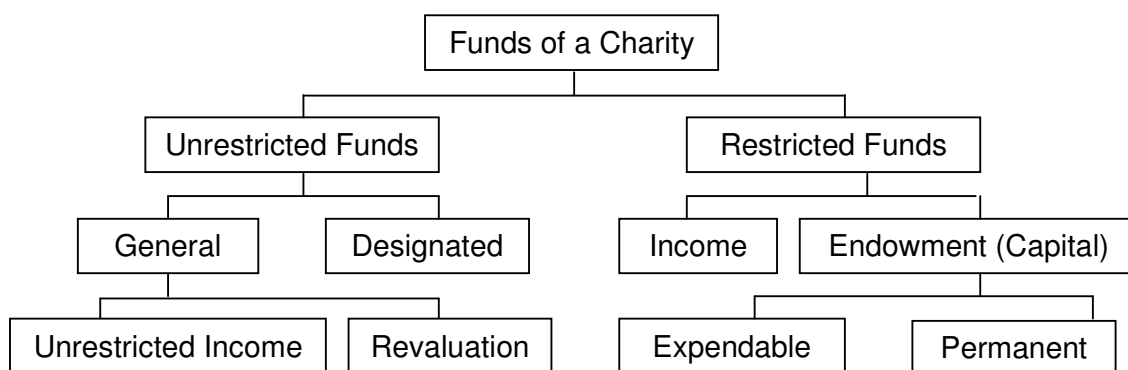 Funds of a Charity
Unrestricted Funds
Restricted Funds
General
Designated
Income
Endowment (Capital)
Unrestricted Income
Revaluation
Expendable
Permanent